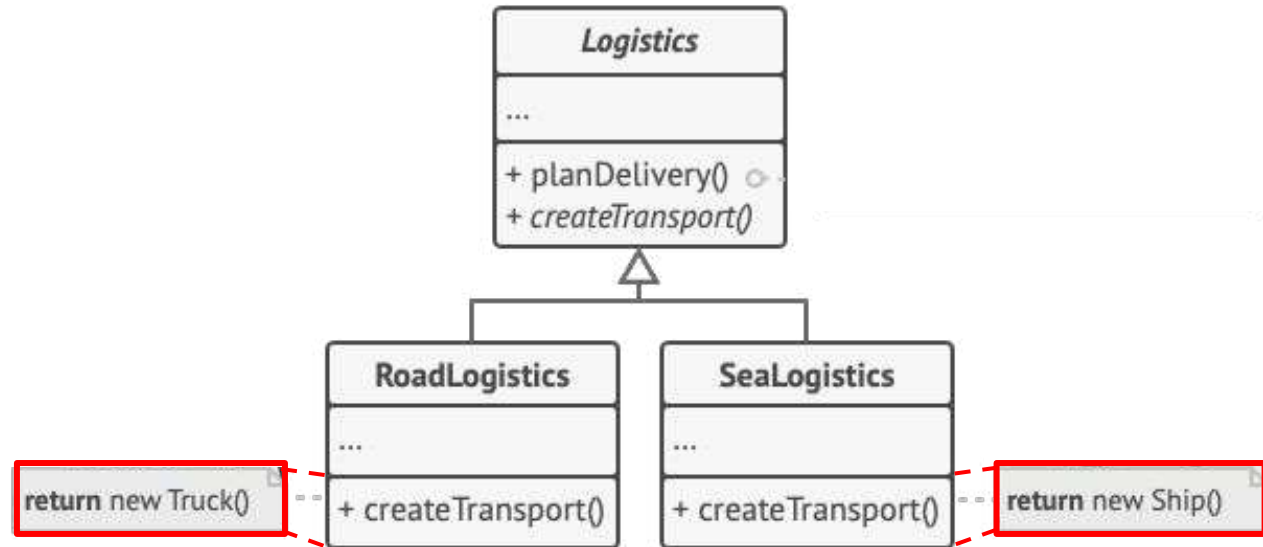 Logistics
...
+ planDelivery()
+ createTransport()
RoadLogistics
...
+ createTransport()
SeaLogistics
...
+ createTransport()
return new Truck()
return new Ship()